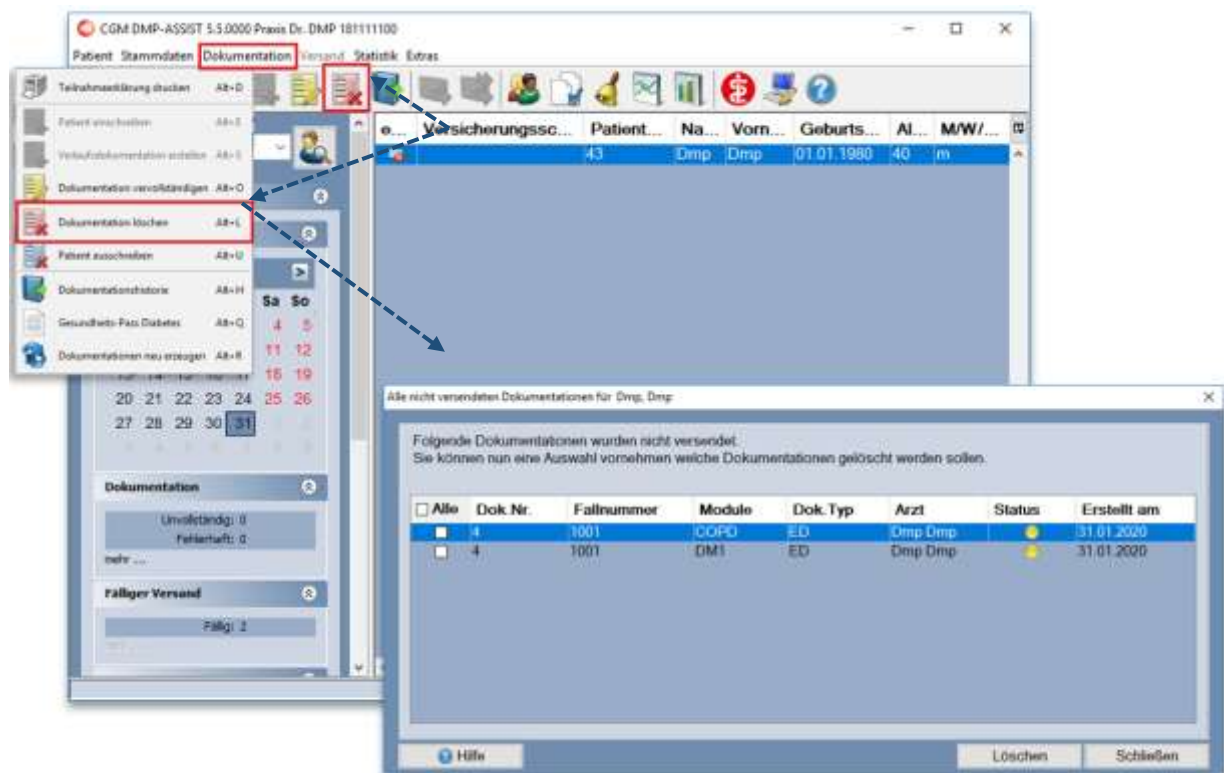 CGM DMP-ASSIST 5.5.0000 Praxis Dr. DMP 181111100
Patient Stammdaten Dokumentation Versand Statistik Extras
Teilnahmeerklärung drucken Alt+D
Patient einschreiben Alt+E
Verlaufsdokumentation erstellen Alt+S
Dokumentation vervollständigen Alt+O
Dokumentation löschen Alt+L
Patient ausschreiben Alt+U
Dokumentationshistorie Alt+H
Gesundheits-Pass Diabetes Alt+Q
Dokumentationen neu erzeugen Alt+R
e... Versicherungssc... Patient... Na... Vorn... Geburts... Al... M/W/...
43 Dmp Dmp 01.01.1980 40 m
Sa So
4 5
11 12
13 14 15 16 17 18 19
20 21 22 23 24 25 26
27 28 29 30 31
Dokumentation
Unvollständig: 0
Fehlerhaft: 0
mehr ...
Fälliger Versand
Fällig: 2
Alle nicht versendeten Dokumentationen für Dmp, Dmp
Folgende Dokumentationen wurden nicht versendet.
Sie können nun eine Auswahl vornehmen welche Dokumentationen gelöscht werden sollen.
Alle Dok.Nr. Fallnummer Module Dok.Typ Arzt Status Erstellt am
4 1001 COPD ED Dmp Dmp 31.01.2020
4 1001 DM1 ED Dmp Dmp 31.01.2020
Hilfe Löschen Schließen